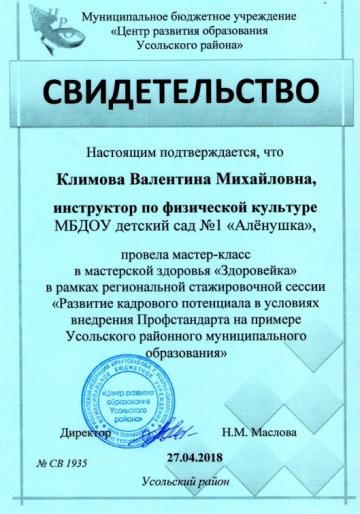 Муниципальное бюджетное учреждение
«Центр развития образования
Усольского района»
СВИДЕТЕЛЬСТВО
Настоящим подтверждается, что
Климова Валентина Михайловна,
инструктор по физической культуре
МБДОУ детский сад №1 «Алёнушка»,
провела мастер-класс
в мастерской здоровья «Здоровейка»
в рамках региональной стажировочной сессии
«Развитие кадрового потенциала в условиях
внедрения Профстандарта на примере
Усольского районного муниципального
образования»
«Центр развития
образования
Усольского
района»
Директор
Н.М. Маслова
№ СВ 1935
27.04.2018
Усольский район